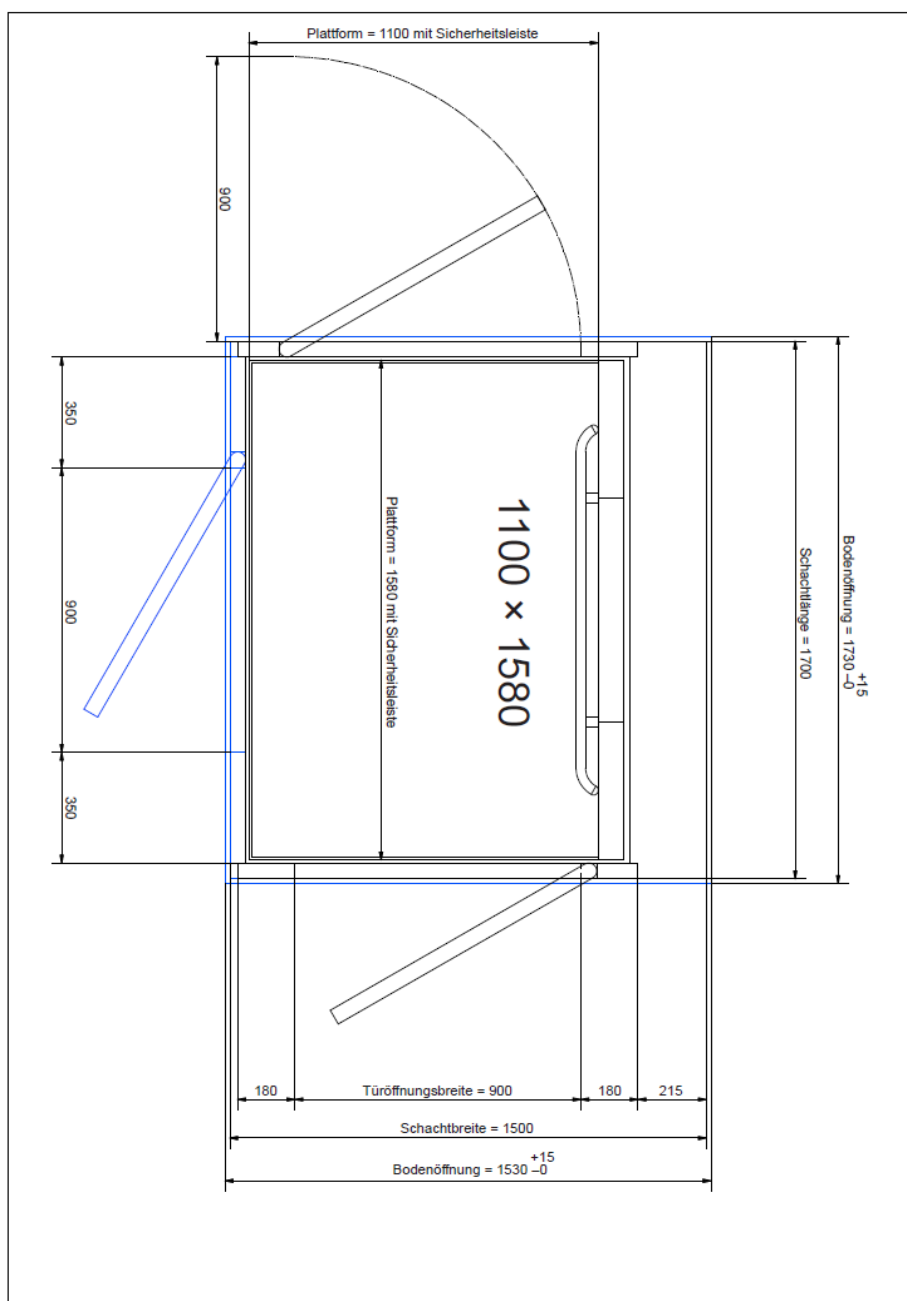 Plattform = 1100 mit Sicherheitsleiste
900
350
900
350
Plattform = 1580 mit Sicherheitsleiste
1100 × 1580
Schachtlänge = 1700
Bodenöffnung = 1730 +15 –0
180
Türöffnungsbreite = 900
180
215
Schachtbreite = 1500
Bodenöffnung = 1530 +15 –0